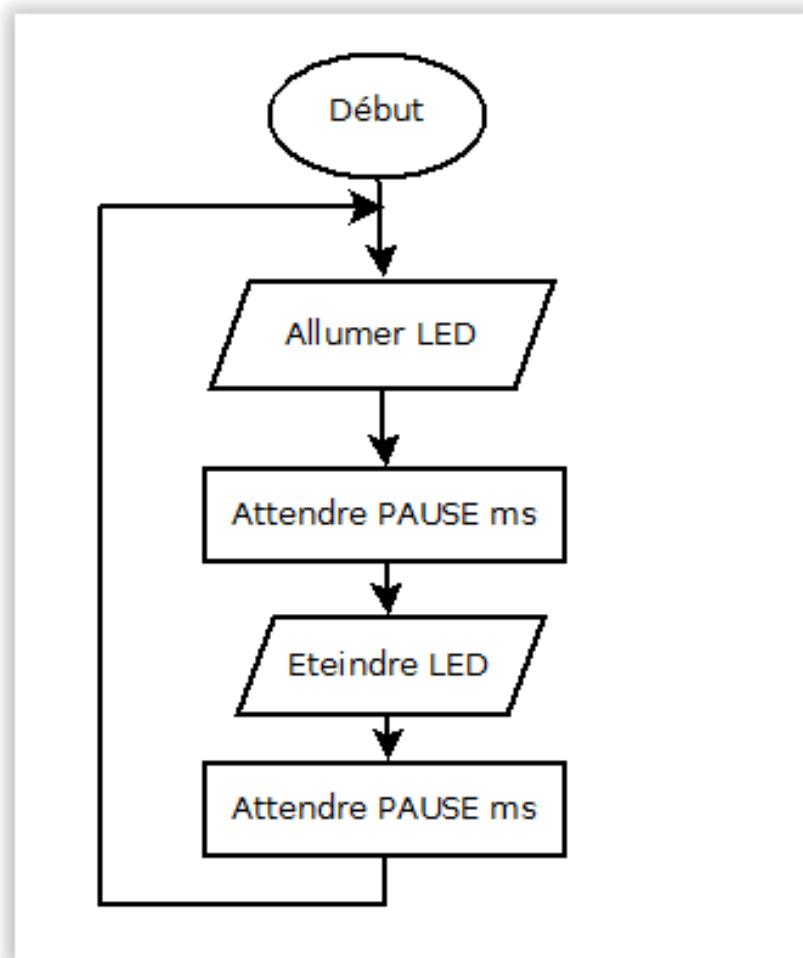 Début
Allumer LED
Attendre PAUSE ms
Eteindre LED
Attendre PAUSE ms